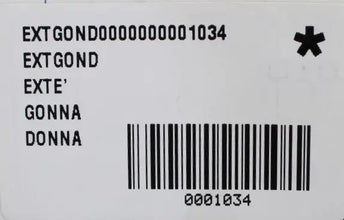 EXTGOND0000000001034
EXTGOND
EXTE'
GONNA
DONNA
0001034